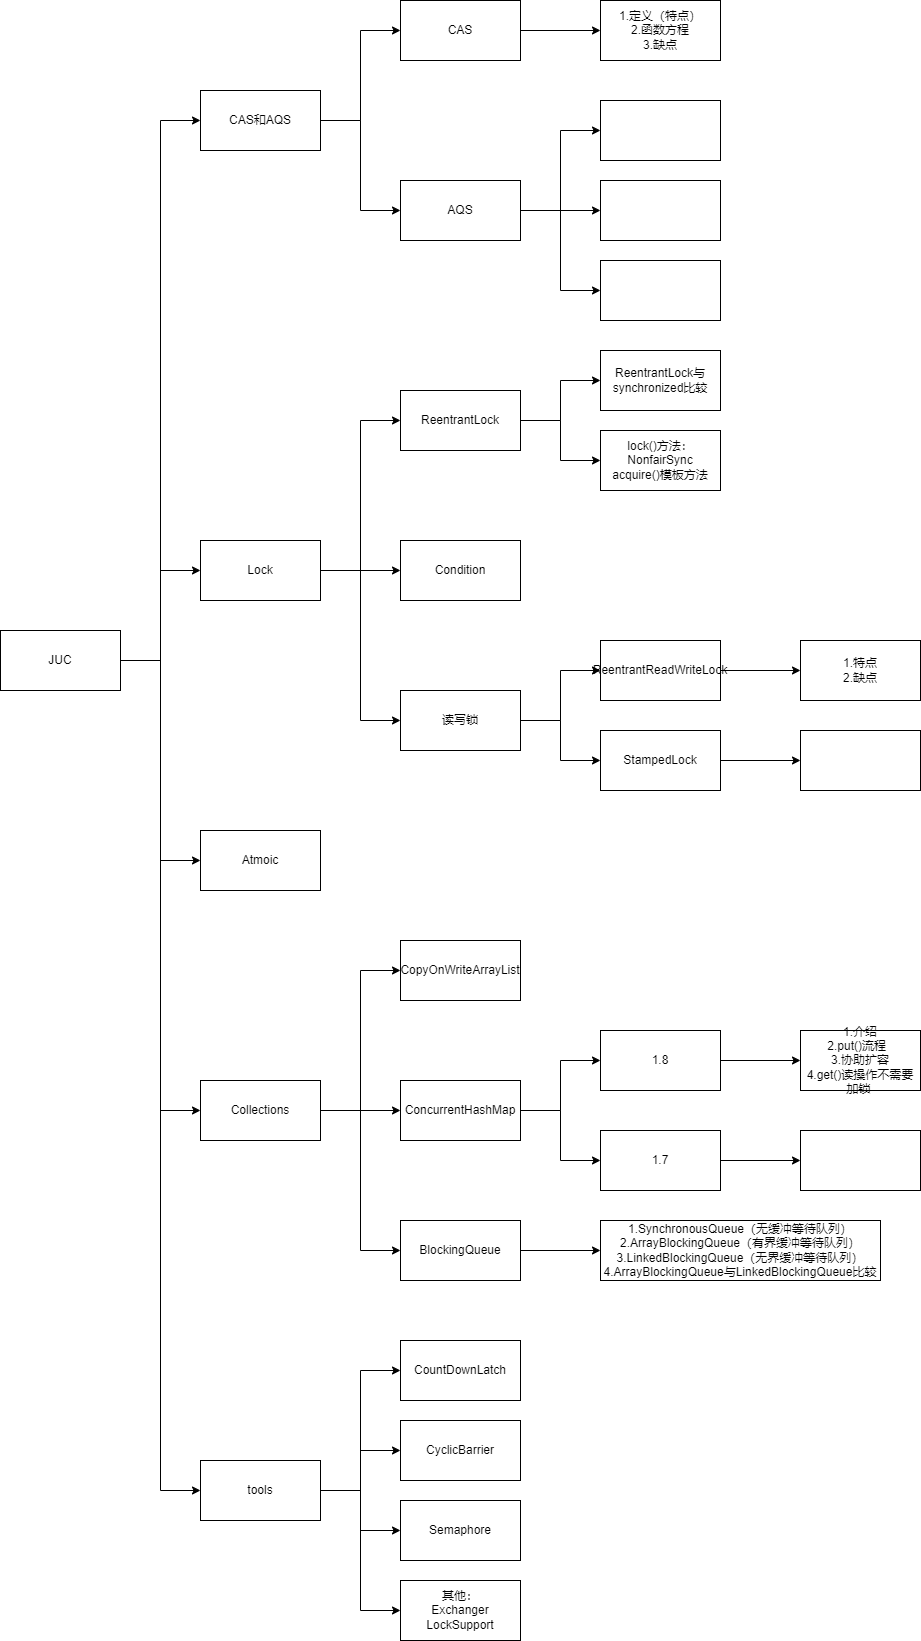 CAS
1.定义（特点）
2.函数方程
3.缺点
CAS和AQS
AQS
ReentrantLock与
synchronized比较
ReentrantLock
lock()方法：
NonfairSync
acquire()模板方法
Lock
Condition
JUC
ReentrantReadWriteLock
1.特点
2.缺点
读写锁
StampedLock
Atmoic
CopyOnWriteArrayList
1.8
1.介绍
2.put()流程
3.协助扩容
4.get()读操作不需要
加锁
Collections
ConcurrentHashMap
1.7
BlockingQueue
1.SynchronousQueue（无缓冲等待队列）
2.ArrayBlockingQueue（有界缓冲等待队列）
3.LinkedBlockingQueue（无界缓冲等待队列）
4.ArrayBlockingQueue与LinkedBlockingQueue比较
CountDownLatch
CyclicBarrier
tools
Semaphore
其他：
Exchanger
LockSupport